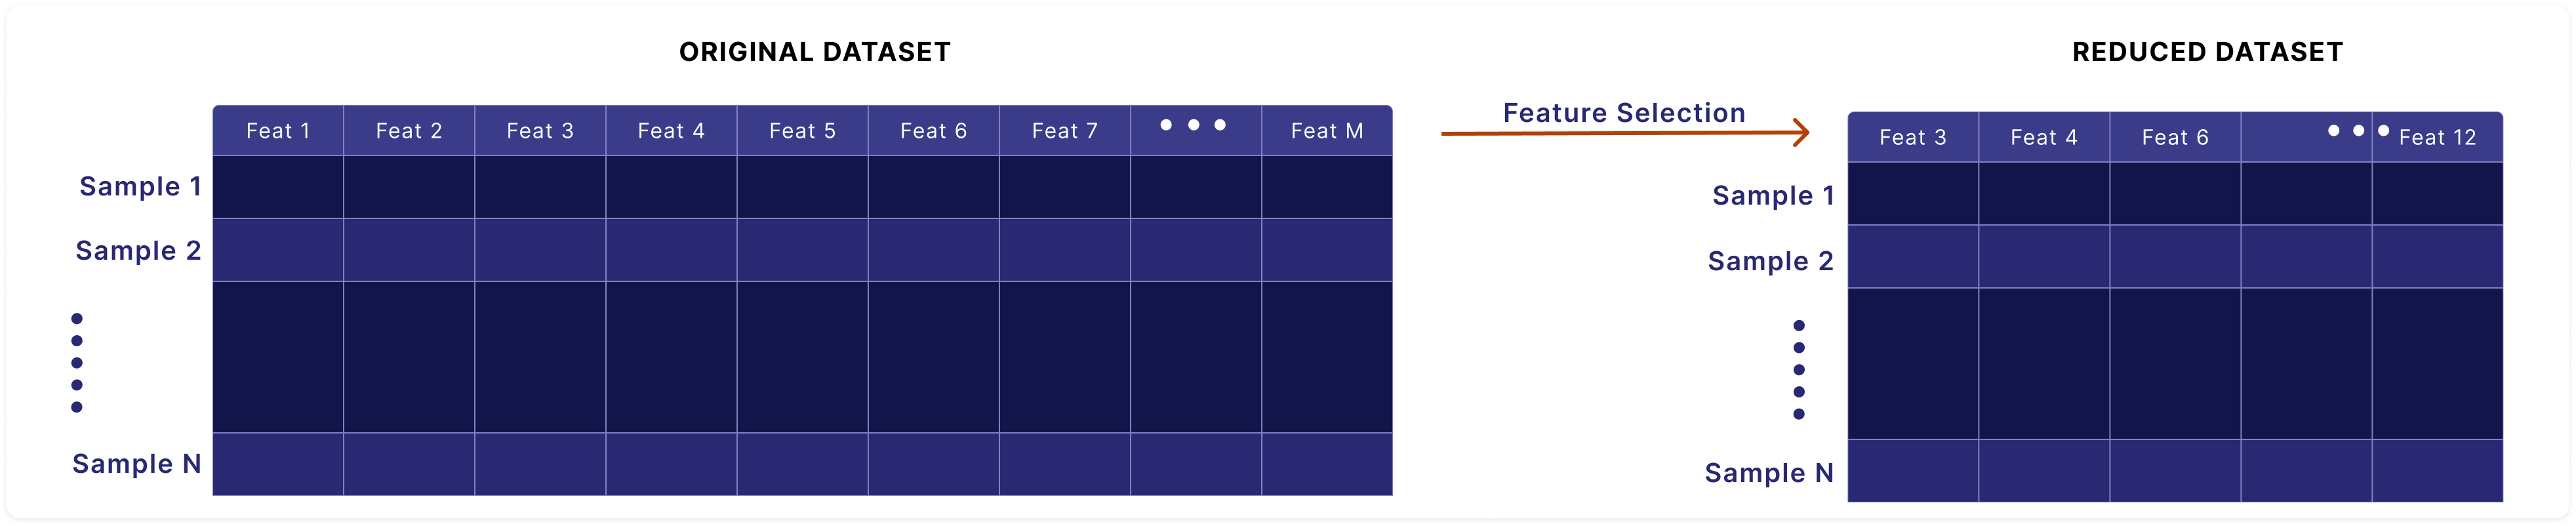 ORIGINAL DATASET
Feat 1 Feat 2 Feat 3 Feat 4 Feat 5 Feat 6 Feat 7 ••• Feat M
Sample 1
Sample 2
Sample N
Feature Selection
REDUCED DATASET
Feat 3 Feat 4 Feat 6 ••• Feat 12
Sample 1
Sample 2
Sample N